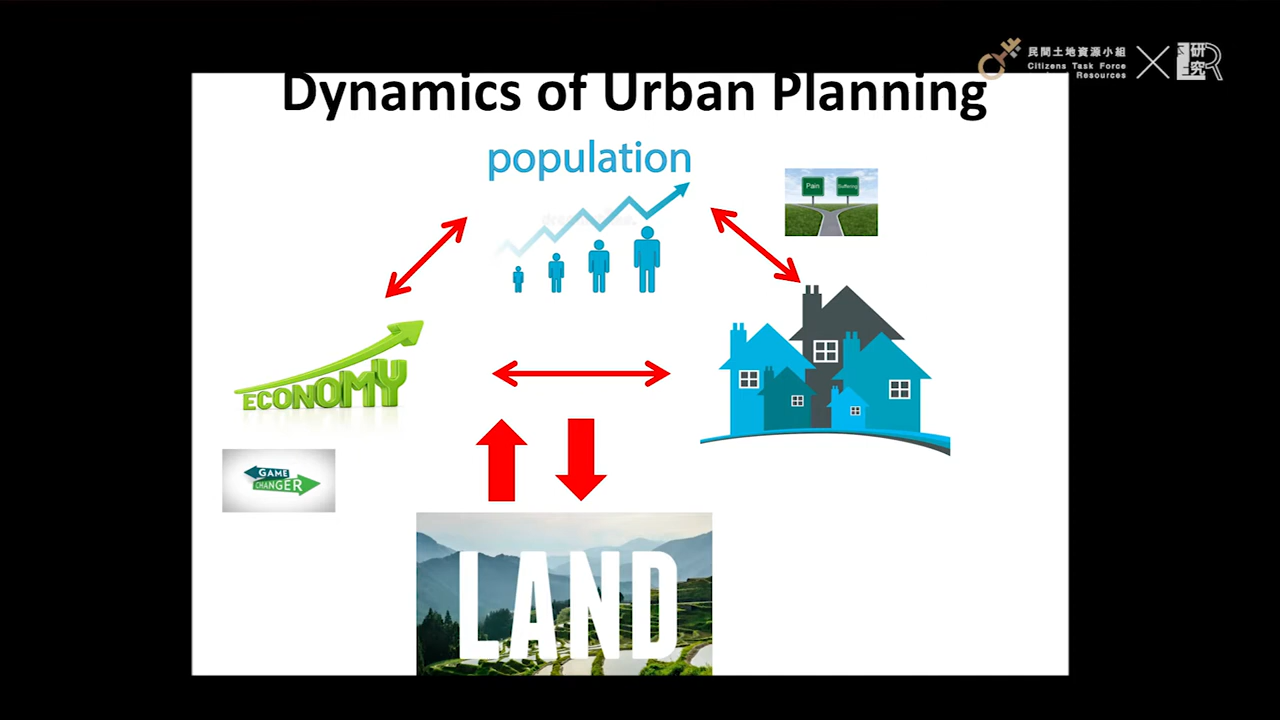 民間土地資源小組
Citizens Task Force
Resources
研
究
Dynamics of Urban Planning
population
Pain
Suffering
ECONOMY
GAME
CHANGER
LAND